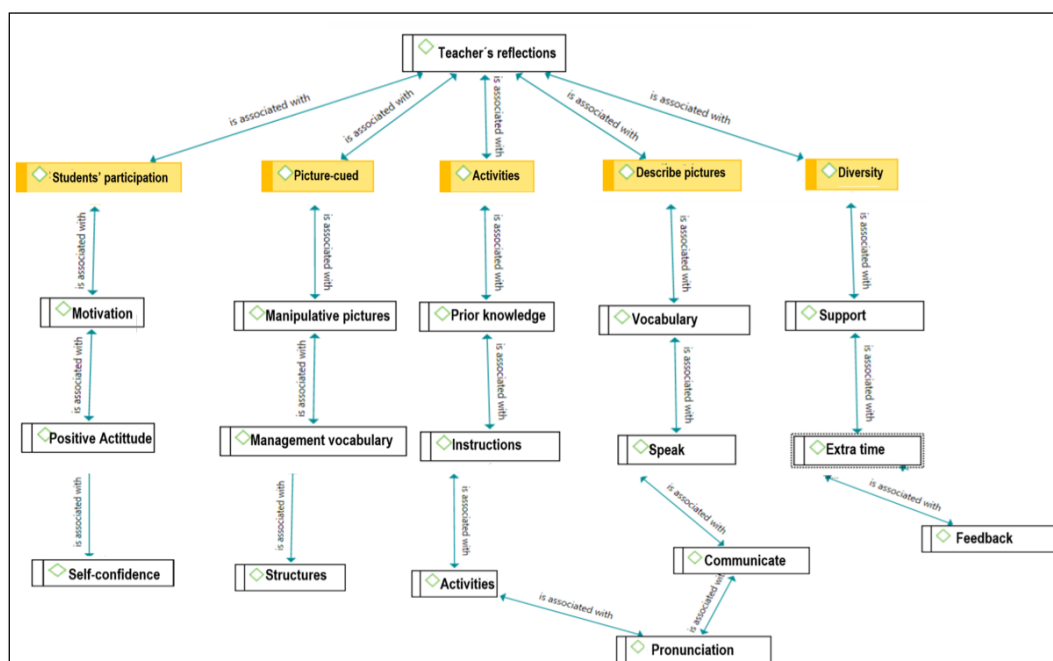 Teacher´s reflections
is associated with
is associated with
is associated with
is associated with
is associated with
Students' participation
Picture-cued
Activities
Describe pictures
Diversity
is associated with
is associated with
is associated with
is associated with
is associated with
Motivation
Manipulative pictures
Prior knowledge
Vocabulary
Support
is associated with
is associated with
is associated with
is associated with
is associated with
Positive Actittude
Management vocabulary
Instructions
Speak
Extra time
is associated with
is associated with
is associated with
is associated with
is associated with
Self-confidence
Structures
Activities
Communicate
Feedback
is associated with
is associated with
Pronunciation